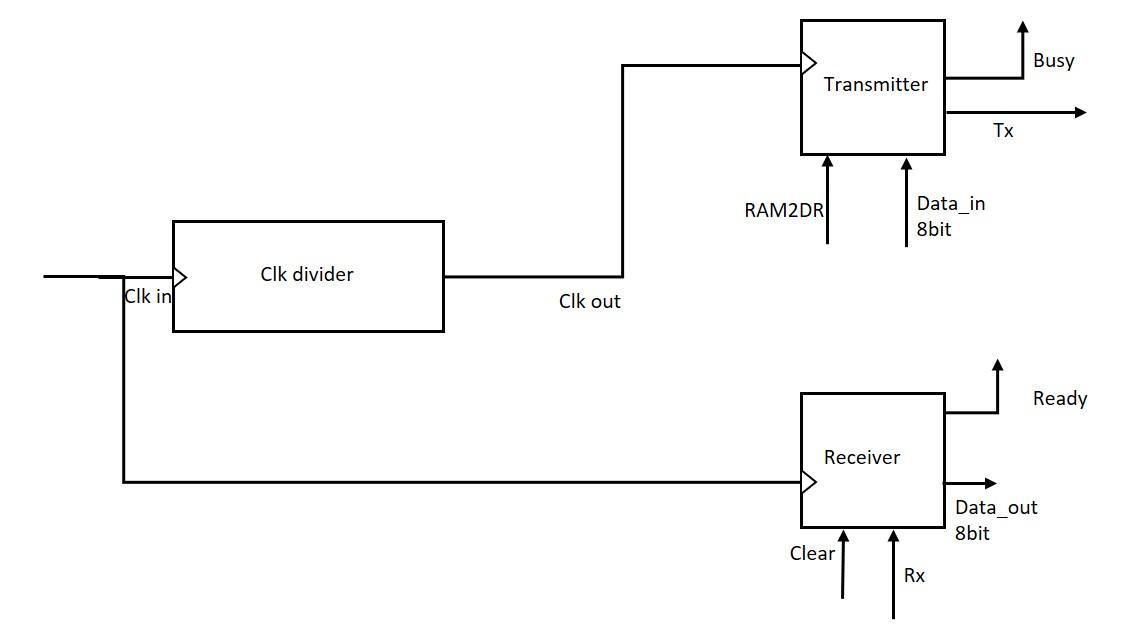 Busy
Transmitter
Tx
RAM2DR
Data_in
8bit
Clk divider
Clk in
Clk out
Ready
Receiver
Data_out
8bit
Clear
Rx